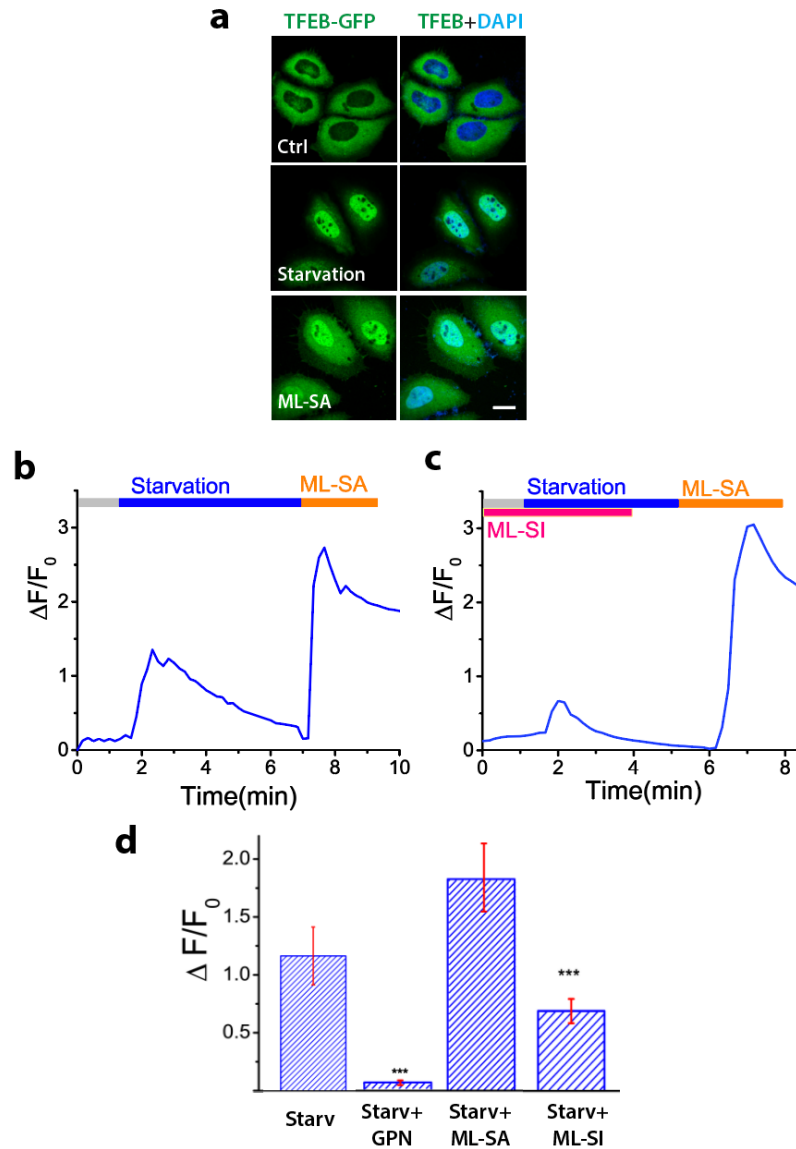 a
TFEB-GFP TFEB+DAPI
Ctrl
Starvation
ML-SA
b
Starvation ML-SA
ΔF/F0
3
2
1
0
0 2 4 6 8 10
Time(min)
c
Starvation ML-SA
ML-SI
ΔF/F0
3
2
1
0
0 2 4 6 8
Time(min)
d
Δ F/F0
2.0
1.5
1.0
0.5
***
***
Starv Starv+ Starv+ Starv+
GPN ML-SA ML-SI